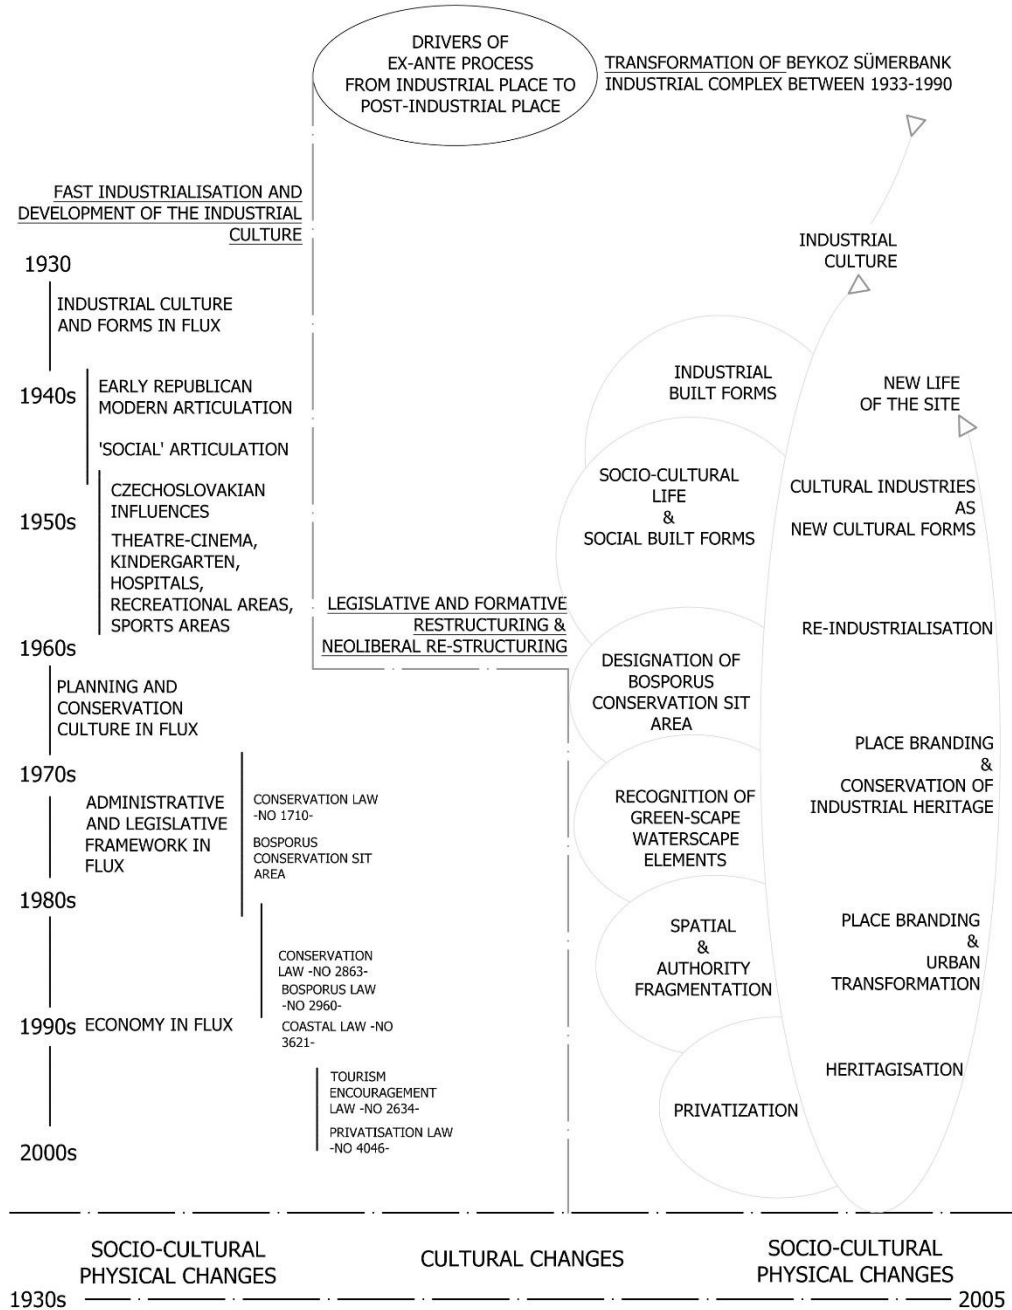 DRIVERS OF
EX-ANTE PROCESS
FROM INDUSTRIAL PLACE TO
POST-INDUSTRIAL PLACE
TRANSFORMATION OF BEYKOZ SÜMERBANK
INDUSTRIAL COMPLEX BETWEEN 1933-1990
FAST INDUSTRIALISATION AND
DEVELOPMENT OF THE INDUSTRIAL
CULTURE
1930
INDUSTRIAL CULTURE
AND FORMS IN FLUX
1940s
EARLY REPUBLICAN
MODERN ARTICULATION
'SOCIAL' ARTICULATION
CZECHOSLOVAKIAN
INFLUENCES
1950s
THEATRE-CINEMA,
KINDERGARTEN,
HOSPITALS,
RECREATIONAL AREAS,
SPORTS AREAS
1960s
PLANNING AND
CONSERVATION
CULTURE IN FLUX
1970s
ADMINISTRATIVE
AND LEGISLATIVE
FRAMEWORK IN
FLUX
CONSERVATION LAW
-NO 1710-
BOSPORUS
CONSERVATION SIT
AREA
1980s
CONSERVATION
LAW -NO 2863-
BOSPORUS LAW
-NO 2960-
1990s
ECONOMY IN FLUX
COASTAL LAW -NO
3621-
TOURISM
ENCOURAGEMENT
LAW -NO 2634-
PRIVATISATION LAW
-NO 4046-
2000s
LEGISLATIVE AND FORMATIVE
RESTRUCTURING &
NEOLIBERAL RE-STRUCTURING
INDUSTRIAL
BUILT FORMS
SOCIO-CULTURAL
LIFE
&
SOCIAL BUILT FORMS
DESIGNATION OF
BOSPORUS
CONSERVATION SIT
AREA
RECOGNITION OF
GREEN-SCAPE
WATERSCAPE
ELEMENTS
SPATIAL
&
AUTHORITY
FRAGMENTATION
PRIVATIZATION
INDUSTRIAL
CULTURE
NEW LIFE
OF THE SITE
CULTURAL INDUSTRIES
AS
NEW CULTURAL FORMS
RE-INDUSTRIALISATION
PLACE BRANDING
&
CONSERVATION OF
INDUSTRIAL HERITAGE
PLACE BRANDING
&
URBAN
TRANSFORMATION
HERITAGISATION
SOCIO-CULTURAL
PHYSICAL CHANGES
CULTURAL CHANGES
SOCIO-CULTURAL
PHYSICAL CHANGES
1930s
2005